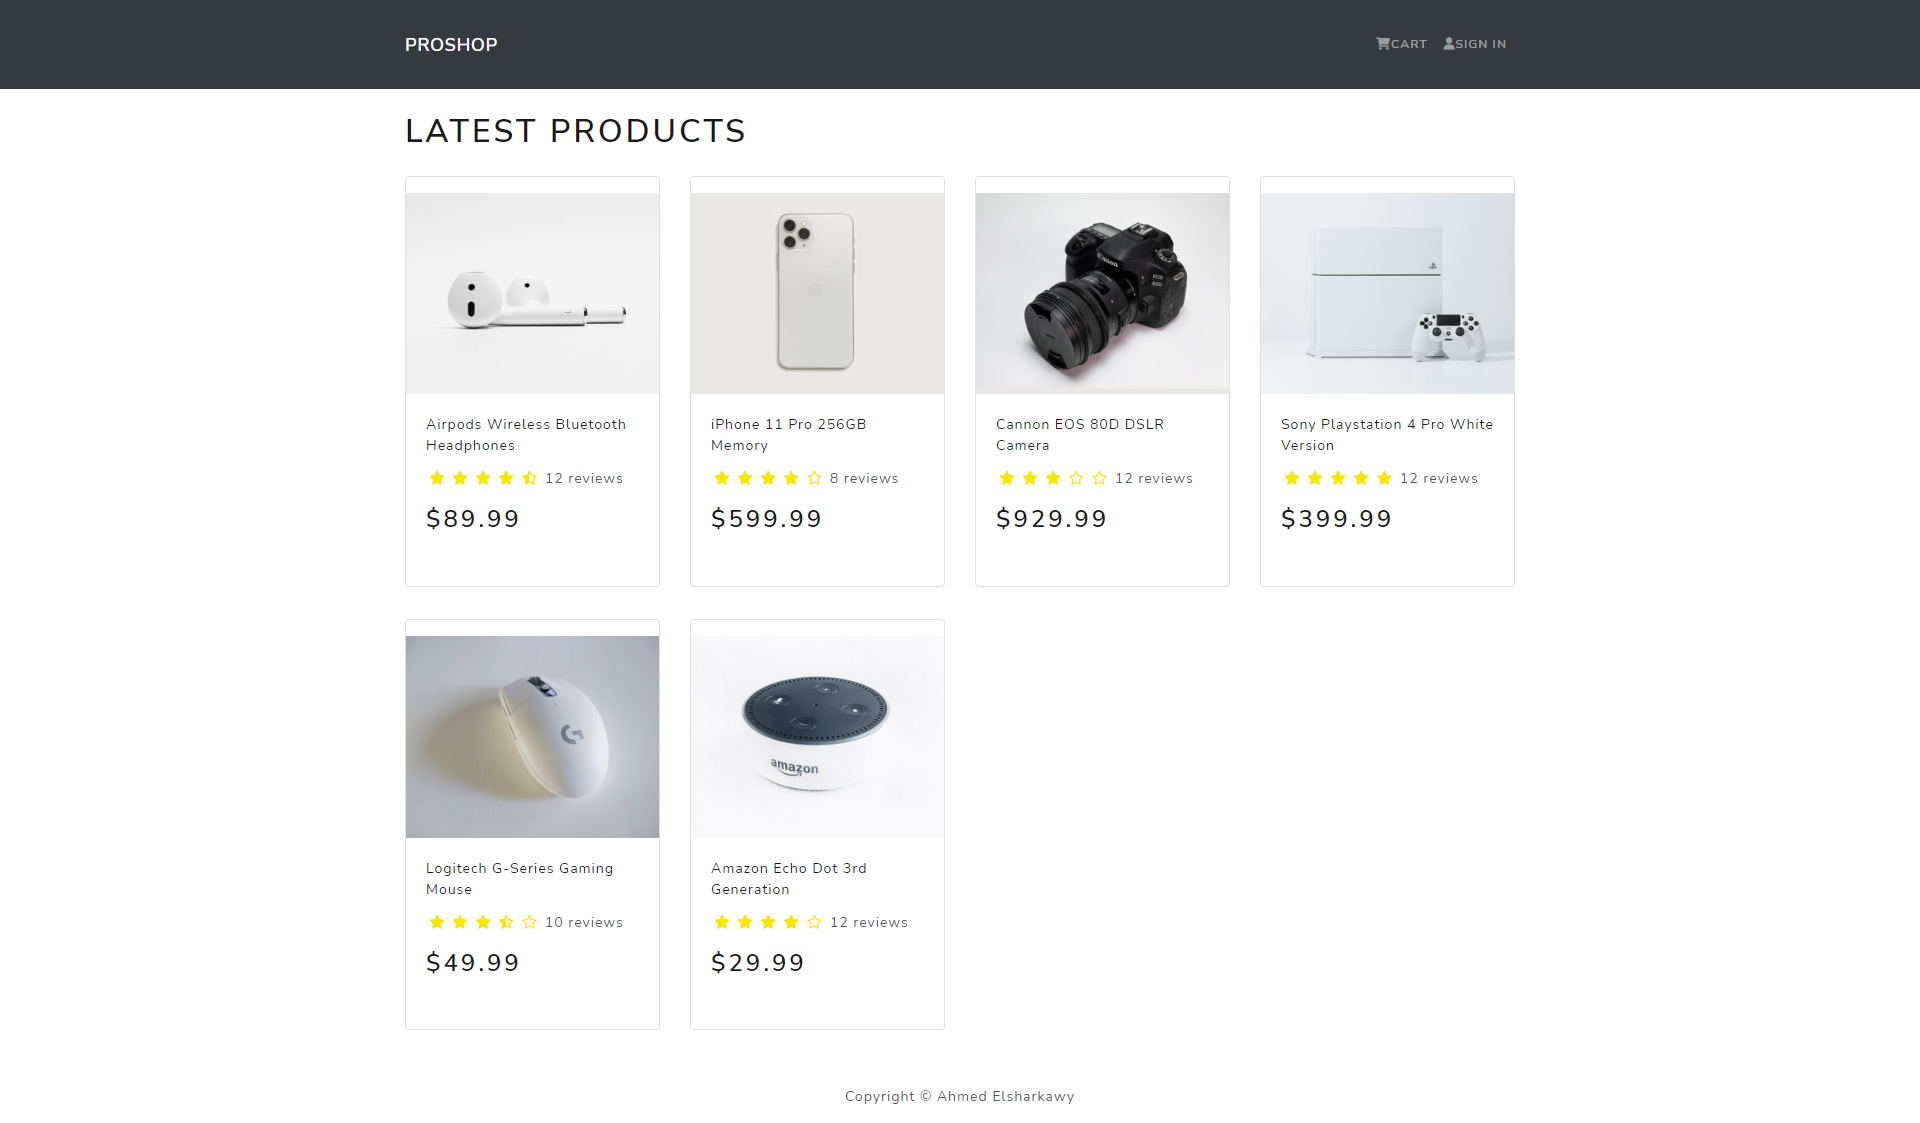 PROSHOP
CART SIGN IN
LATEST PRODUCTS
Canon
EOS
80D
Airpods Wireless Bluetooth
Headphones
12 reviews
$89.99
iPhone 11 Pro 256GB
Memory
8 reviews
$599.99
Cannon EOS 80D DSLR
Camera
12 reviews
$929.99
Sony Playstation 4 Pro White
Version
12 reviews
$399.99
G
amazon
Logitech G-Series Gaming
Mouse
10 reviews
$49.99
Amazon Echo Dot 3rd
Generation
12 reviews
$29.99
Copyright © Ahmed Elsharkawy